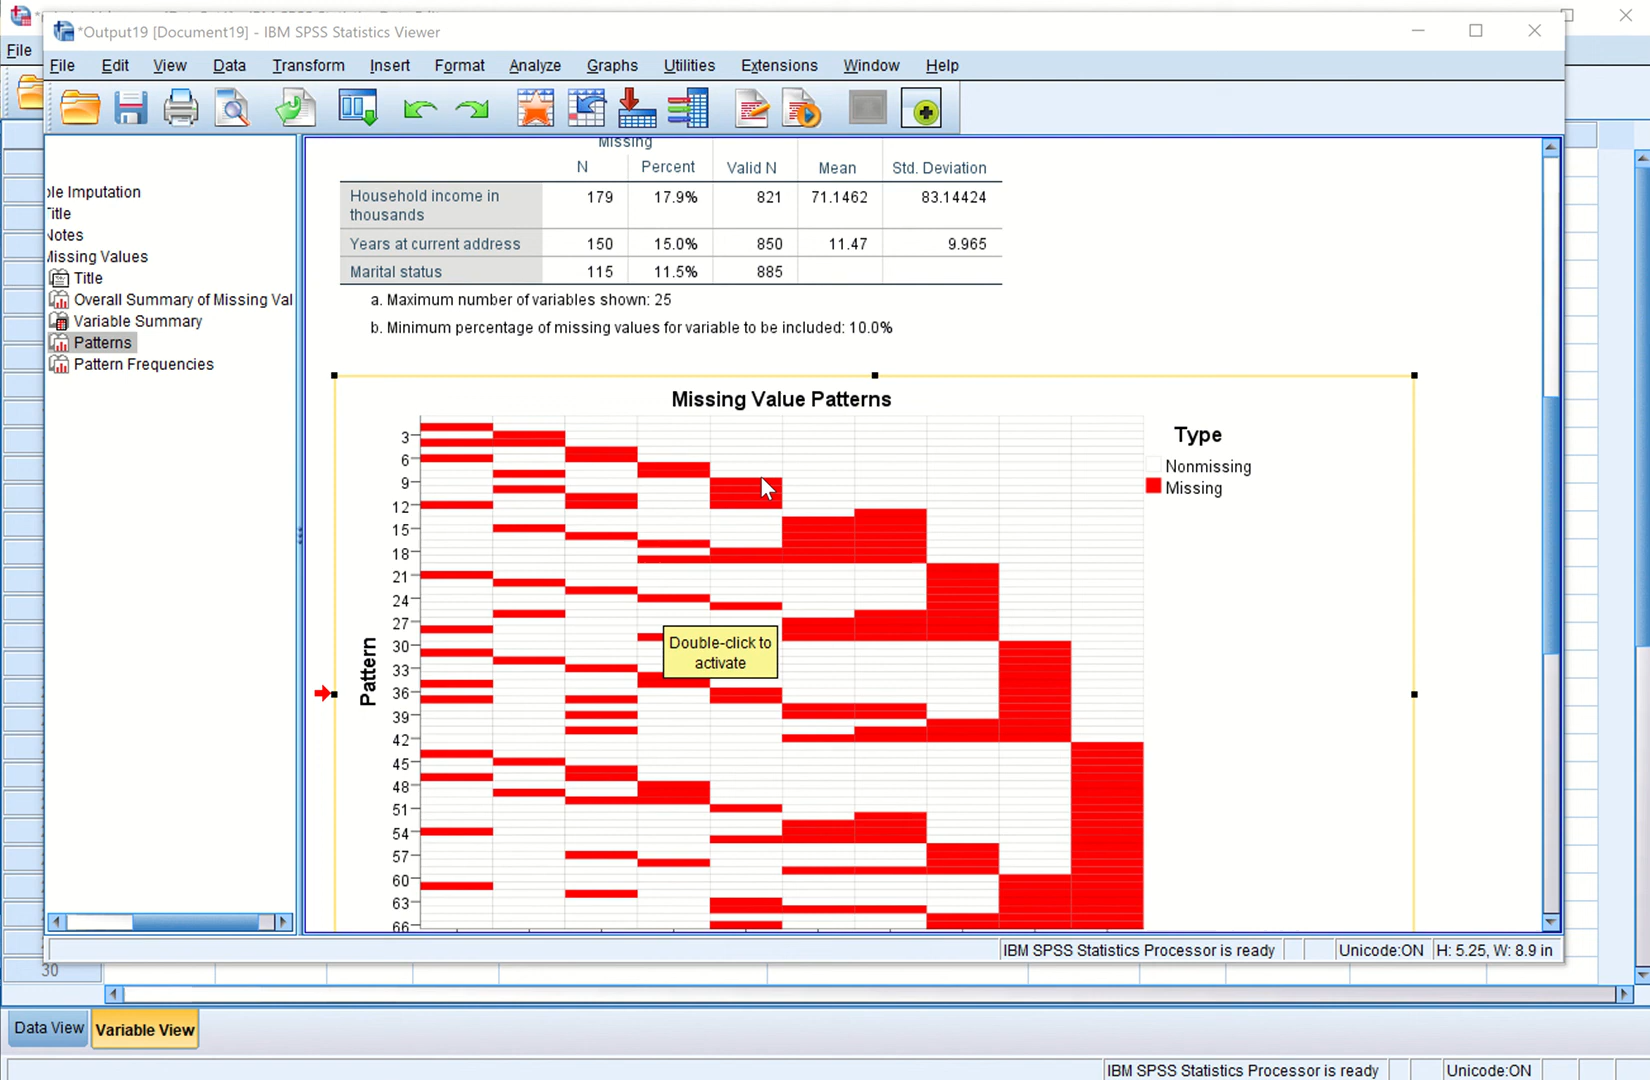 *Output19 [Document19] - IBM SPSS Statistics Viewer
File
File Edit View Data Transform Insert Format Analyze Graphs Utilities Extensions Window Help
ole Imputation
Title
Notes
Missing Values
Title
Overall Summary of Missing Val
Variable Summary
Patterns
Pattern Frequencies
Missing
N Percent Valid N Mean Std. Deviation
Household income in thousands 179 17.9% 821 71.1462 83.14424
Years at current address 150 15.0% 850 11.47 9.965
Marital status 115 11.5% 885
a. Maximum number of variables shown: 25
b. Minimum percentage of missing values for variable to be included: 10.0%
Missing Value Patterns
Type
Nonmissing
Missing
Pattern
3
6
9
12
15
18
21
24
27
30
33
36
39
42
45
48
51
54
57
60
63
66
Double-click to
activate
IBM SPSS Statistics Processor is ready Unicode:ON H: 5.25, W: 8.9 in
30
Data View Variable View
IBM SPSS Statistics Processor is ready Unicode:ON